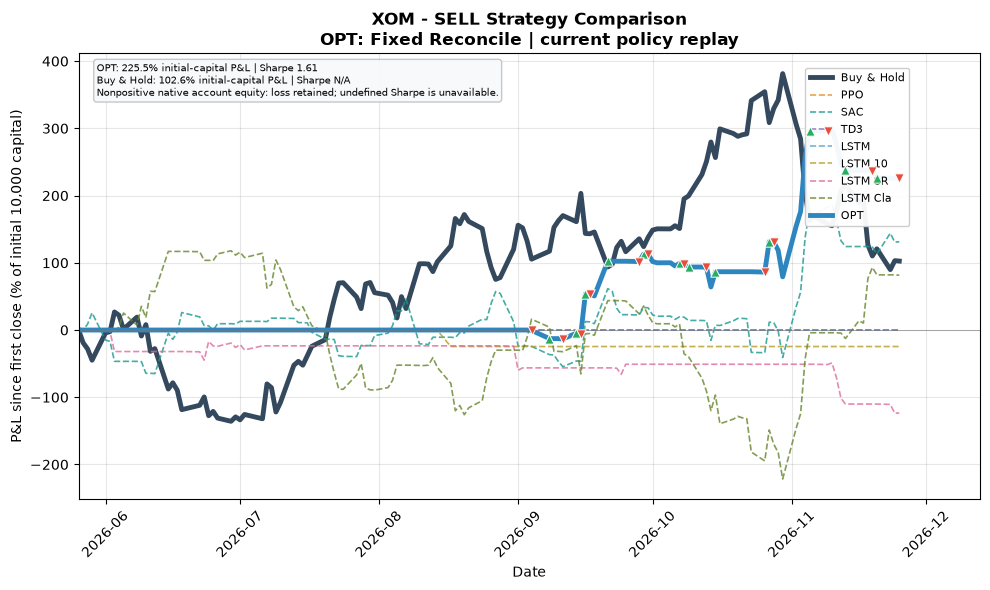 XOM - SELL Strategy Comparison
OPT: Fixed Reconcile | current policy replay
OPT: 225.5% initial-capital P&L | Sharpe 1.61
Buy & Hold: 102.6% initial-capital P&L | Sharpe N/A
Nonpositive native account equity: loss retained; undefined Sharpe is unavailable.
Buy & Hold
PPO
SAC
TD3
LSTM
LSTM 10
LSTM
LSTM Cla
OPT
P&L since first close (% of initial 10,000 capital)
400
300
200
100
0
−100
−200
2026-06
2026-07
2026-08
2026-09
2026-10
2026-11
2026-12
Date